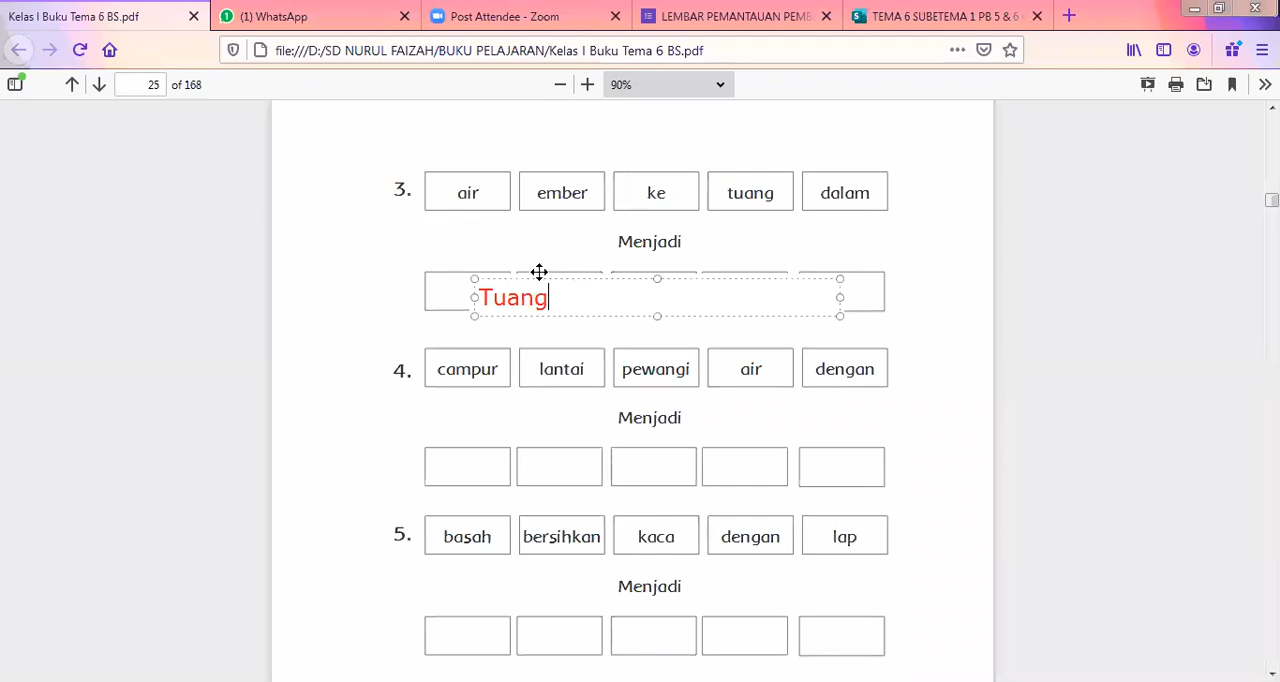 Kelas I Buku Tema 6 BS.pdf
(1) WhatsApp
Post Attendee - Zoom
LEMBAR PEMANTAUAN PEMB
TEMA 6 SUBTEMA 1 PB 5 & 6
file:///D:/SD NURUL FAIZAH/BUKU PELAJARAN/Kelas I Buku Tema 6 BS.pdf
25 of 168
90%
3. air ember ke tuang dalam
Menjadi
Tuang
4. campur lantai pewangi air dengan
Menjadi
5. basah bersihkan kaca dengan lap
Menjadi